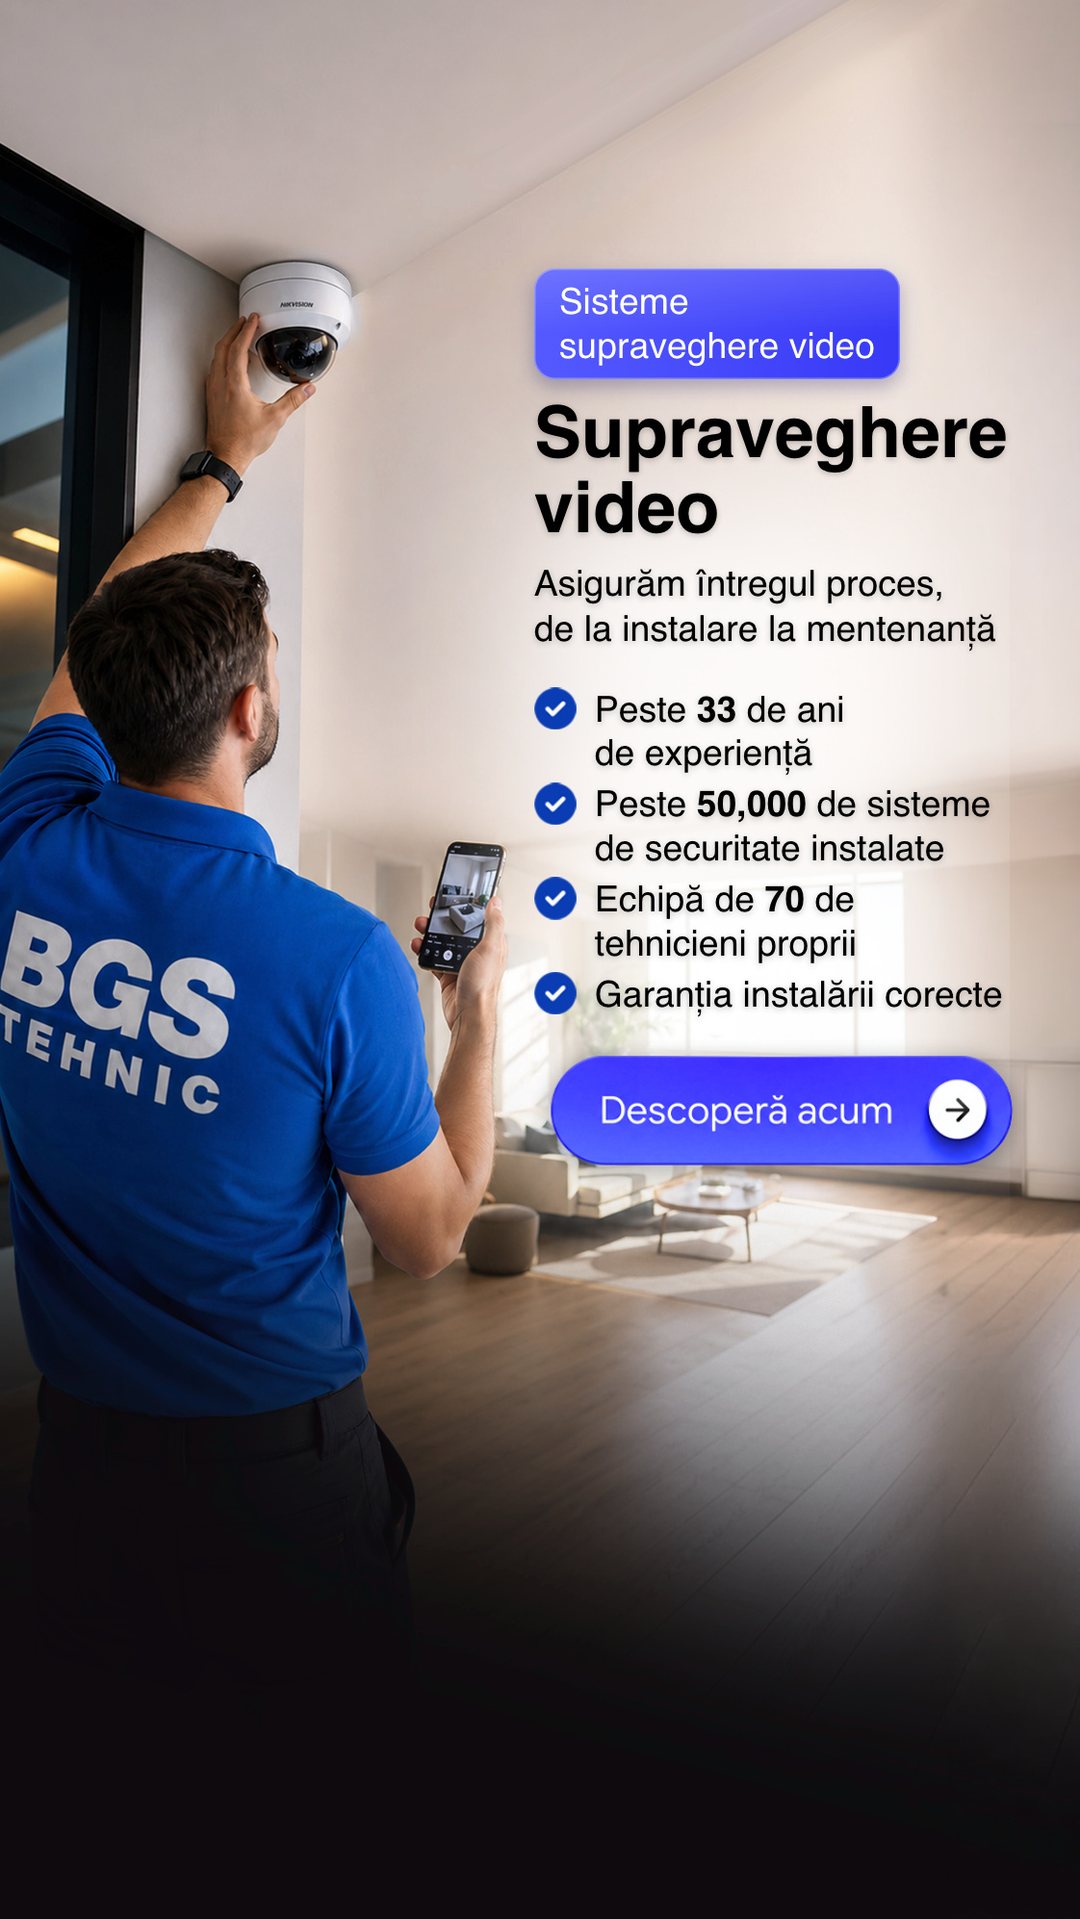 HIKVISION
Sisteme
supraveghere video
Supraveghere
video
Asigurăm întregul proces,
de la instalare la mentenanță
Peste 33 de ani
de experiență
Peste 50,000 de sisteme
de securitate instalate
Echipă de 70 de
tehnicieni proprii
Garanția instalării corecte
Descoperă acum
BGS
TEHNIC